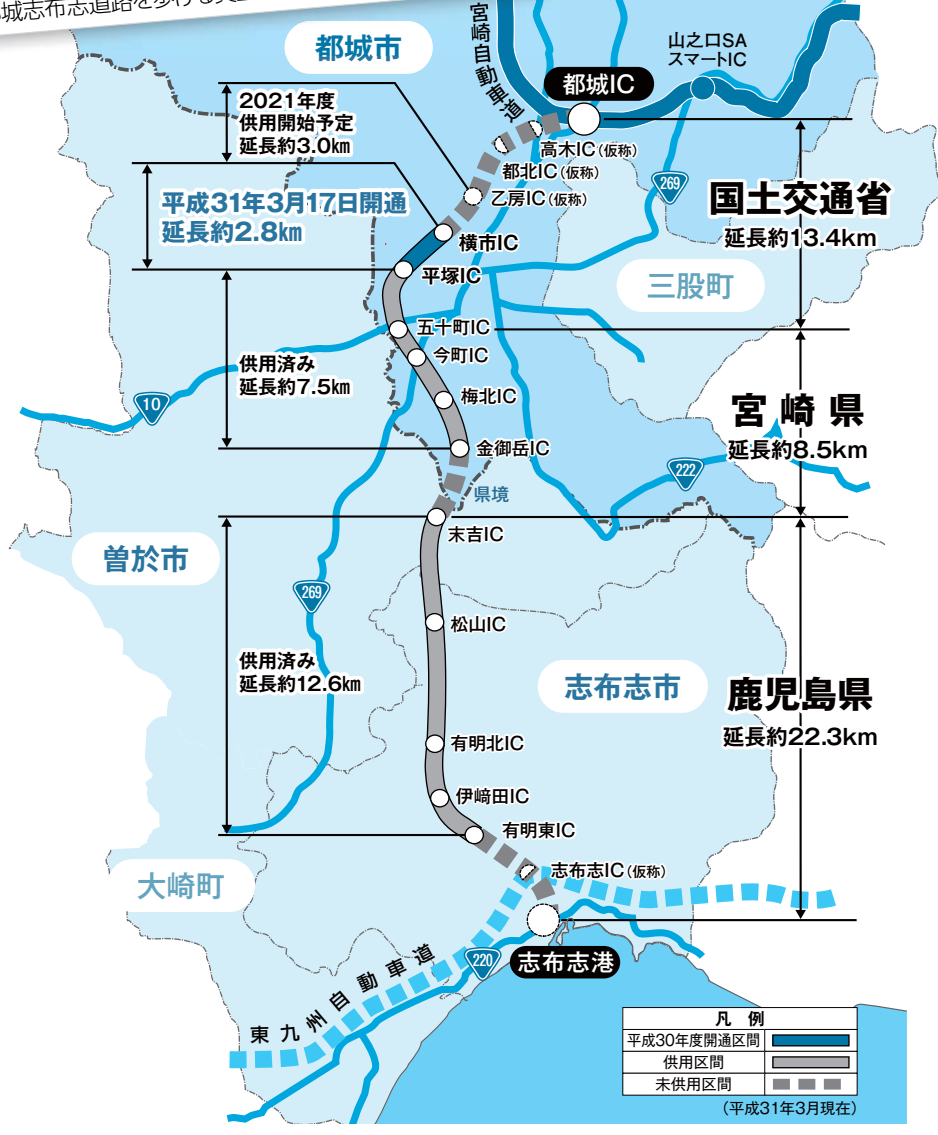 城志布志道路を歩ける
宮崎自動車道
山之口SA
スマートIC
都城市
都城IC
2021年度
供用開始予定
延長約3.0km
高木IC(仮称)
都北IC(仮称)
乙房IC(仮称)
269
国土交通省
延長約13.4km
平成31年3月17日開通
延長約2.8km
横市IC
平塚IC
三股町
五十町IC
今町IC
供用済み
延長約7.5km
10
梅北IC
宮崎県
延長約8.5km
金御岳IC
222
県境
末吉IC
曽於市
269
松山IC
供用済み
延長約12.6km
志布志市
鹿児島県
延長約22.3km
有明北IC
伊﨑田IC
有明東IC
志布志IC(仮称)
大崎町
志布志港
220
東九州自動車道
凡例
平成30年度開通区間
供用区間
未供用区間
(平成31年3月現在)